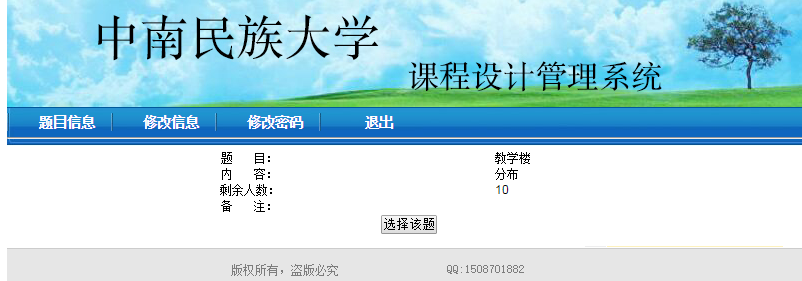 中南民族大学
课程设计管理系统
题目信息 修改信息 修改密码 退出
题 目： 教学楼
内 容： 分布
剩余人数： 10
备 注：
选择该题
版权所有，盗版必究 QQ:1508701882